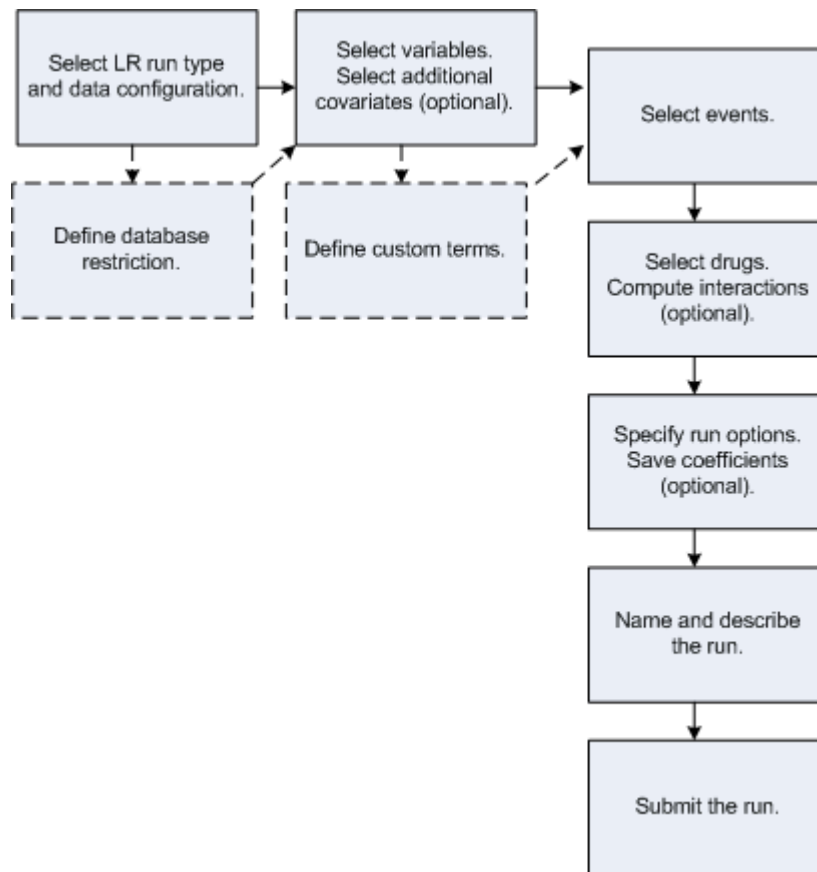 Select LR run type
and data configuration.
Select variables.
Select additional
covariates (optional).
Select events.
Define database
restriction.
Define custom terms.
Select drugs.
Compute interactions
(optional).
Specify run options.
Save coefficients
(optional).
Name and describe
the run.
Submit the run.